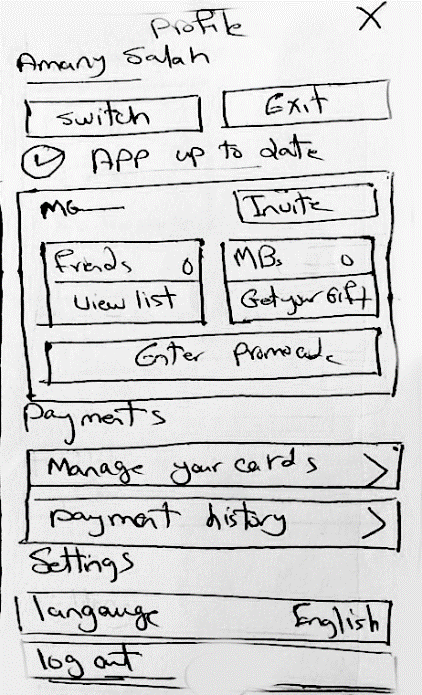 Profile X
Amany Salah
Switch Exit
APP up to date
MG Invite
Frends 0 MBs 0
View list Get your Gift
Enter Promocode
Payments
Manage your cards >
payment history >
Settings
langauge English
log out